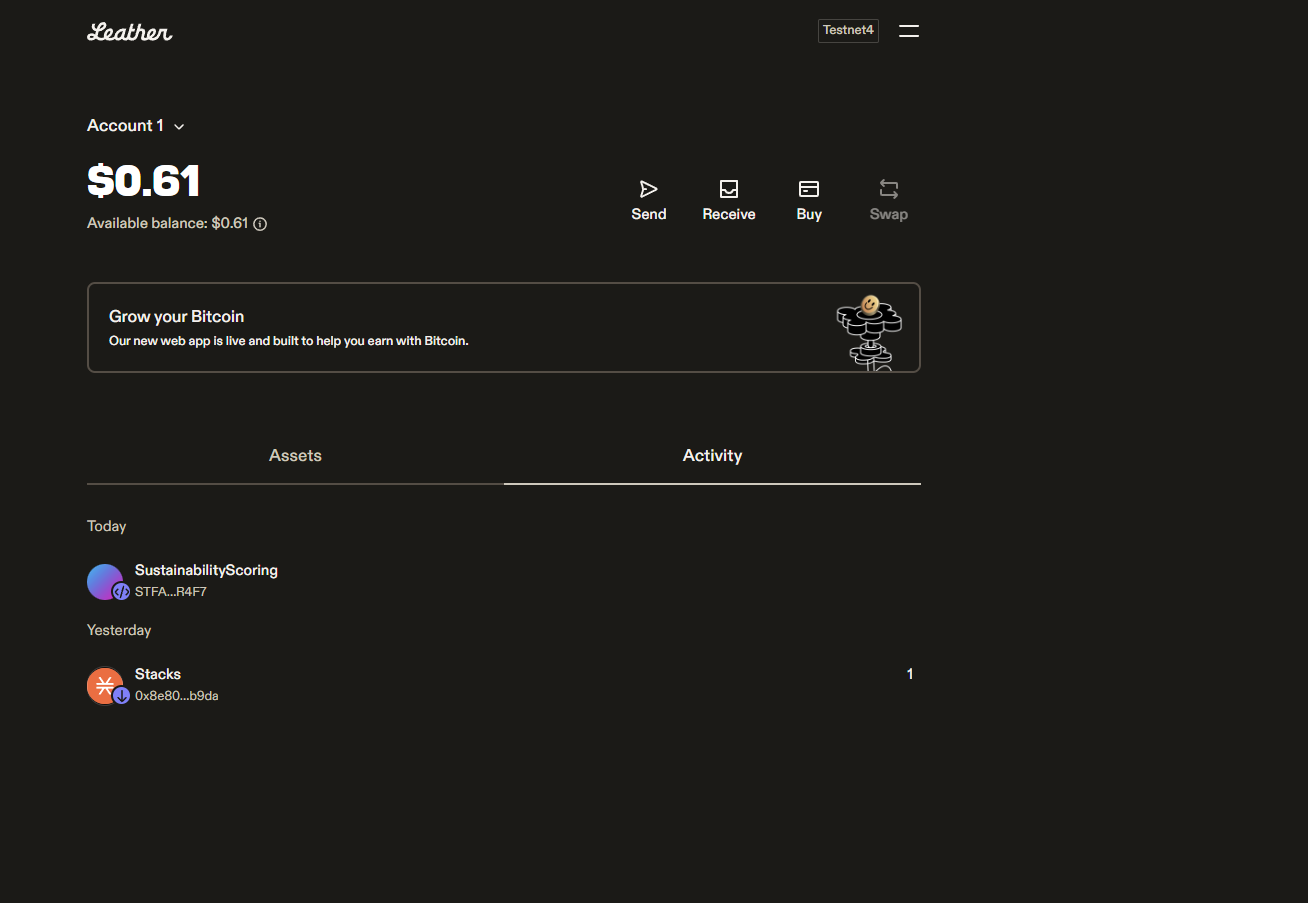 Leather
Testnet4
Account 1
$0.61
Available balance: $0.61
Send
Receive
Buy
Swap
Grow your Bitcoin
Our new web app is live and built to help you earn with Bitcoin.
Assets
Activity
Today
SustainabilityScoring
STFA...R4F7
Yesterday
Stacks
1
0x8e80...b9da